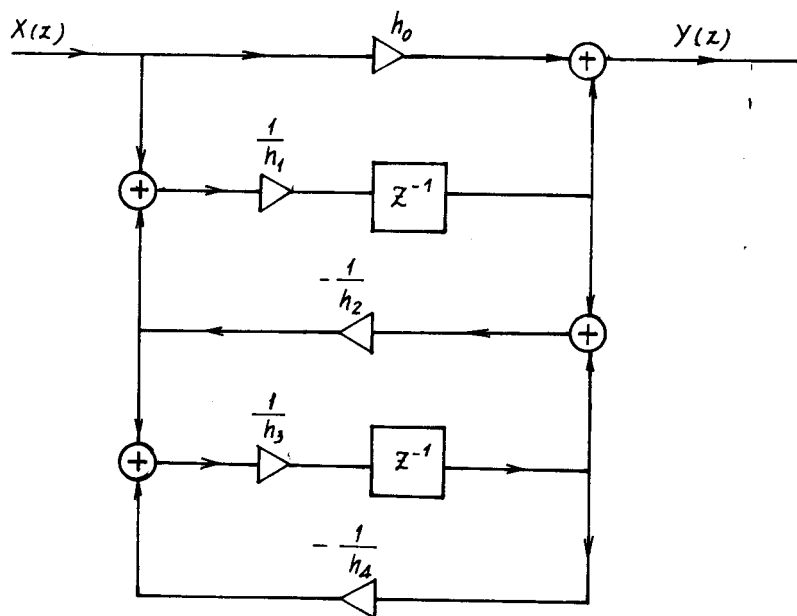 X(z)
h₀
Y(z)
+
1/h₁
z⁻¹
+
-1/h₂
+
1/h₃
z⁻¹
+
-1/h₄